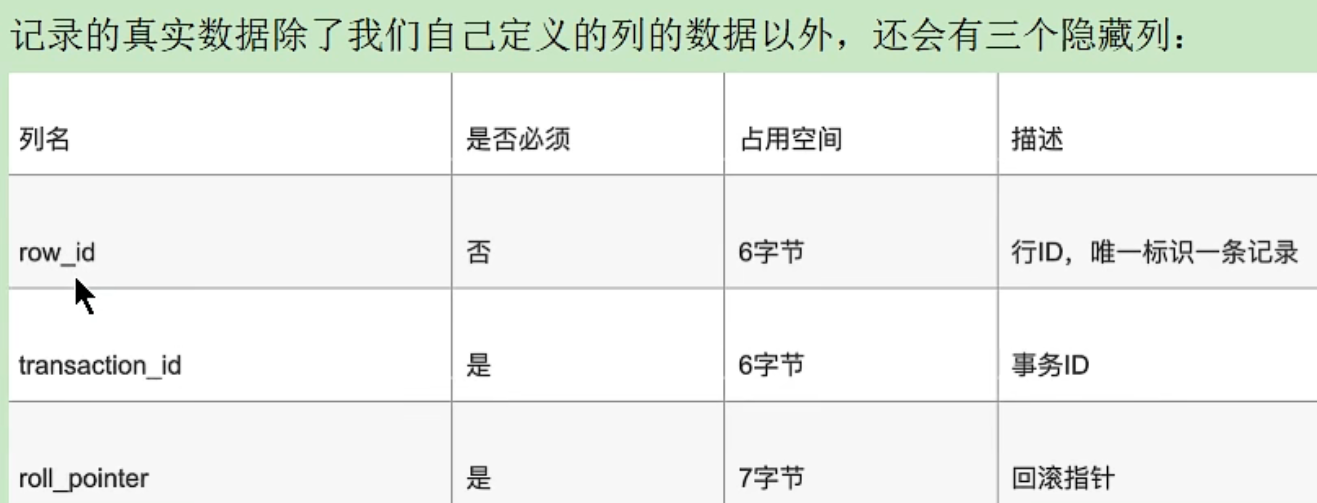 记录的真实数据除了我们自己定义的列的数据以外，还会有三个隐藏列：
列名 是否必须 占用空间 描述
row_id 否 6字节 行ID，唯一标识一条记录
transaction_id 是 6字节 事务ID
roll_pointer 是 7字节 回滚指针